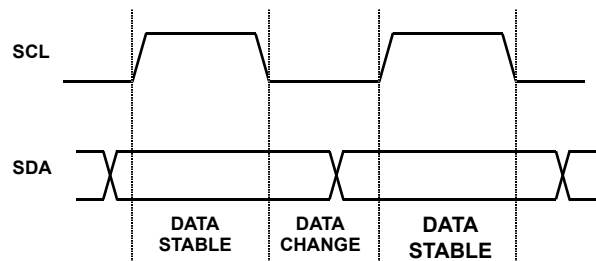 SCL
SDA
DATA
STABLE
DATA
CHANGE
DATA
STABLE